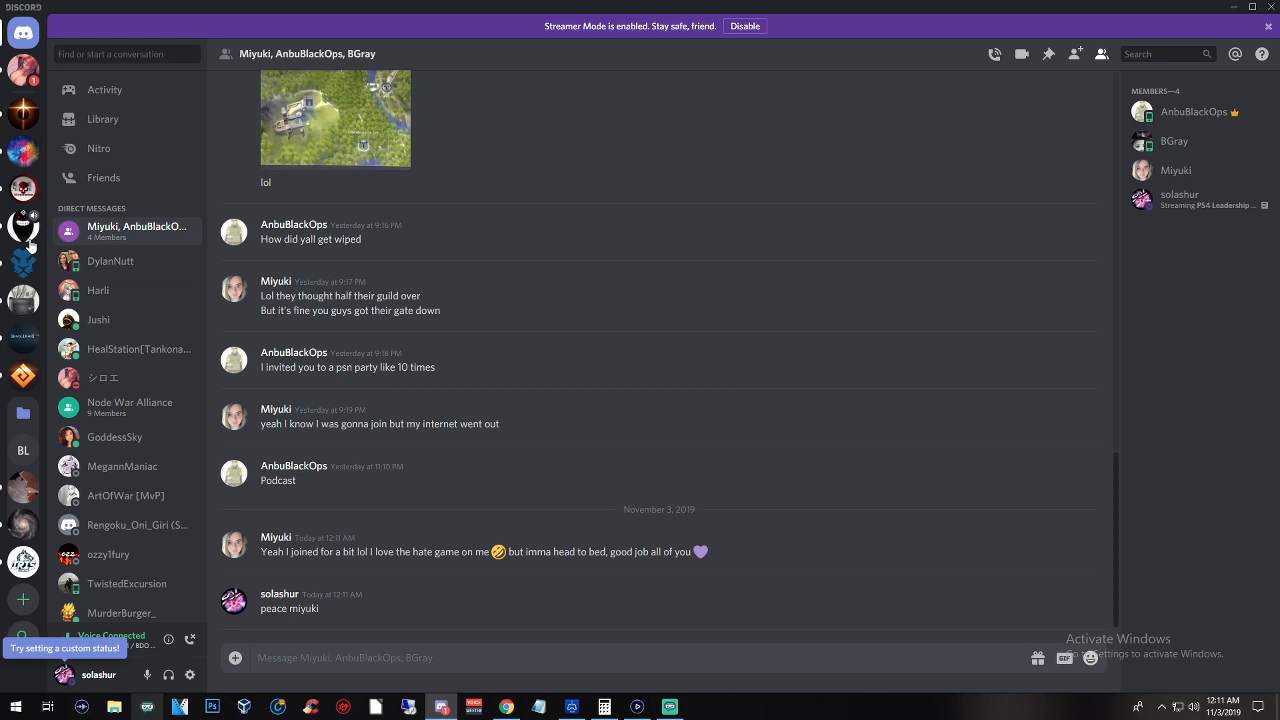 DISCORD
Streamer Mode is enabled. Stay safe, friend.
Disable
Find or start a conversation
Miyuki, AnbuBlackOps, BGray
Search
1
Activity
Library
Nitro
Friends
DIRECT MESSAGES
Miyuki, AnbuBlackO...
4 Members
DylanNutt
Harli
Jushi
HealStation[Tankona...
シロエ
Node War Alliance
9 Members
GoddessSky
MegannManiac
ArtOfWar [MvP]
Rengoku_Oni_Giri (S...
ozzy1fury
TwistedExcursion
MurderBurger_
BL
IRIS
Voice Connected
/ BDO ...
Try setting a custom status!
solashur
lol
AnbuBlackOps Yesterday at 9:16 PM
How did yall get wiped
Miyuki Yesterday at 9:17 PM
Lol they thought half their guild over
But it's fine you guys got their gate down
AnbuBlackOps Yesterday at 9:18 PM
I invited you to a psn party like 10 times
Miyuki Yesterday at 9:19 PM
yeah I know I was gonna join but my internet went out
AnbuBlackOps Yesterday at 11:10 PM
Podcast
November 3, 2019
Miyuki Today at 12:11 AM
Yeah I joined for a bit lol I love the hate game on me 🤣 but imma head to bed, good job all of you 💜
solashur Today at 12:11 AM
peace miyuki
Message Miyuki, AnbuBlackOps, BGray
GIF
MEMBERS—4
AnbuBlackOps
BGray
Miyuki
solashur
Streaming PS4 Leadership ...
Activate Windows
Go to Settings to activate Windows.
12:11 AM
11/3/2019